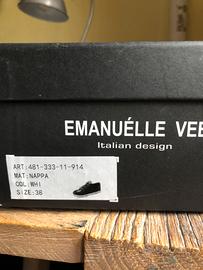 EMANUÉLLE VEE
Italian design
ART:481-333-11-914
MAT:NAPPA
COL:WHI
SIZE:38